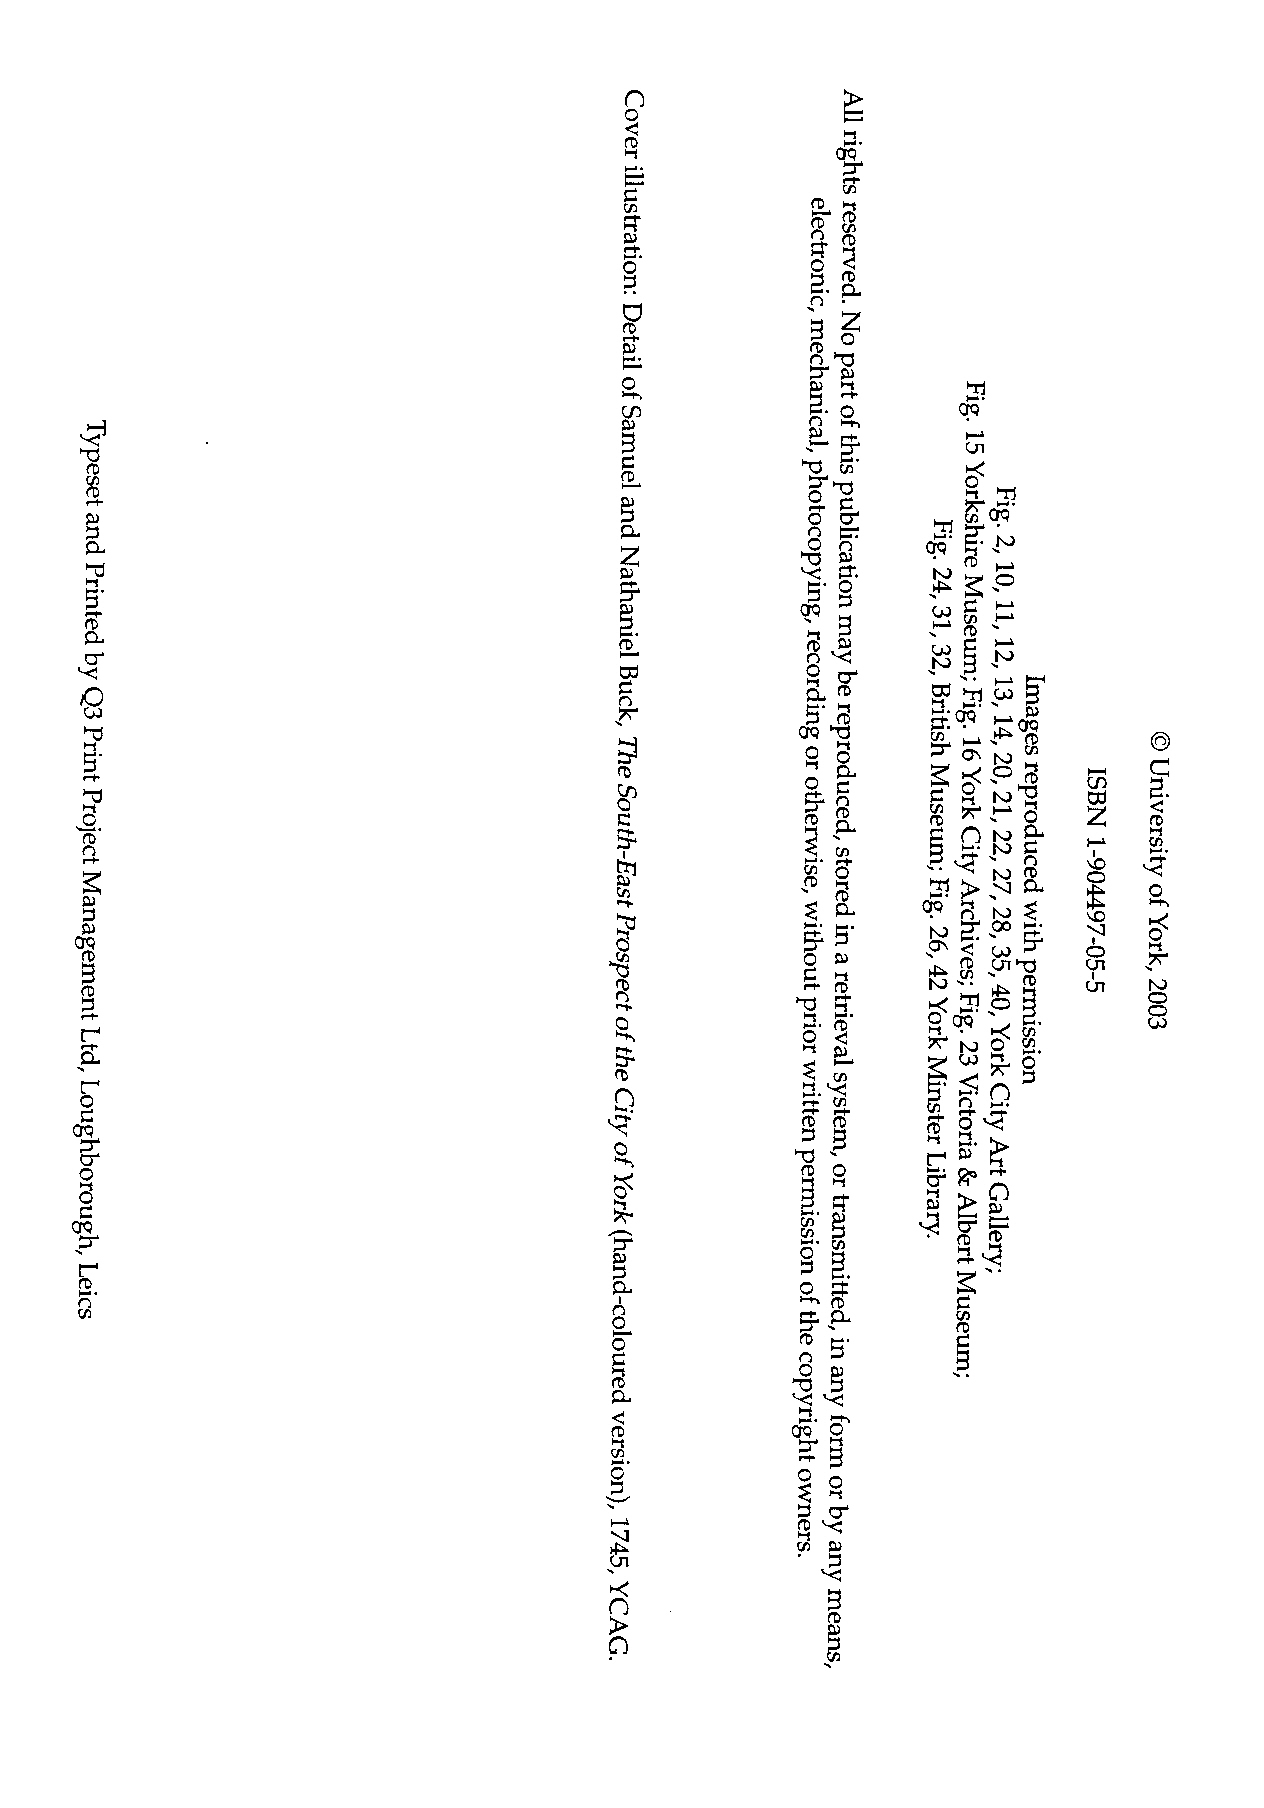 © University of York, 2003
ISBN 1-904497-05-5
Images reproduced with permission
Fig. 2, 10, 11, 12, 13, 14, 20, 21, 22, 27, 28, 35, 40, York City Art Gallery;
Fig. 15 Yorkshire Museum; Fig. 16 York City Archives; Fig. 23 Victoria & Albert Museum;
Fig. 24, 31, 32, British Museum; Fig. 26, 42 York Minster Library.
All rights reserved. No part of this publication may be reproduced, stored in a retrieval system, or transmitted, in any form or by any means,
electronic, mechanical, photocopying, recording or otherwise, without prior written permission of the copyright owners.
Cover illustration: Detail of Samuel and Nathaniel Buck, The South-East Prospect of the City of York (hand-coloured version), 1745, YCAG.
Typeset and Printed by Q3 Print Project Management Ltd, Loughborough, Leics